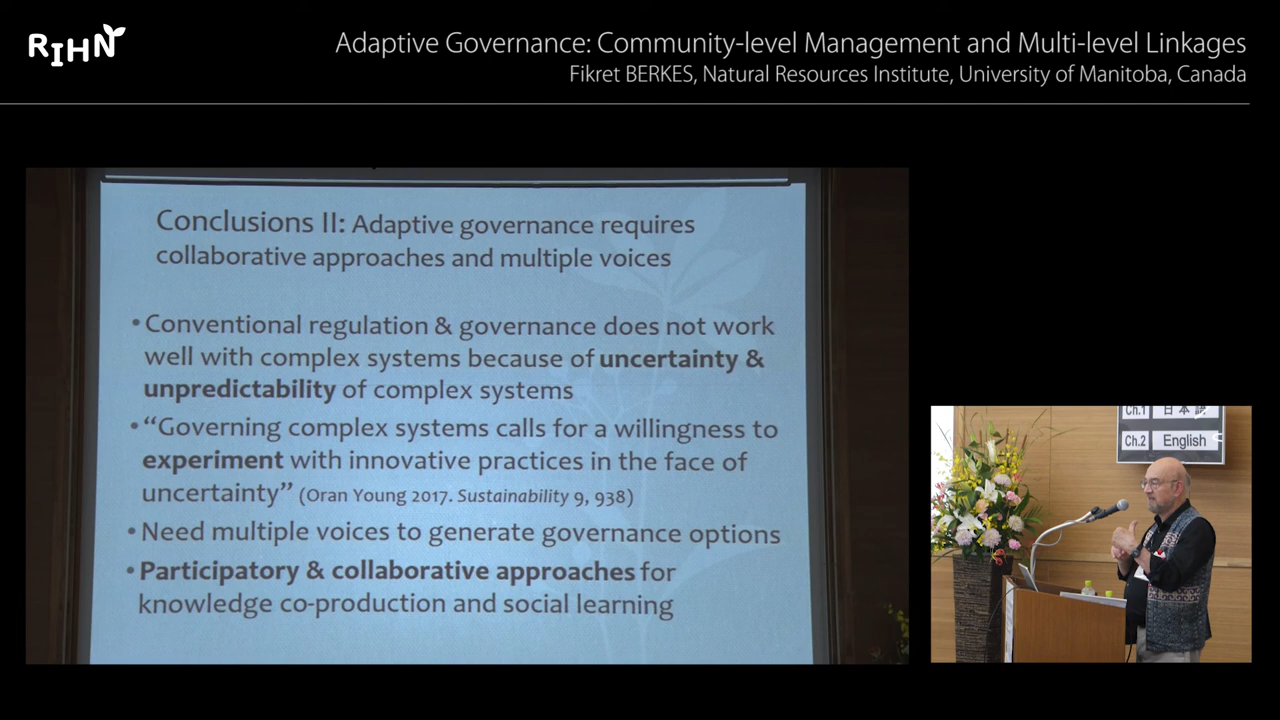 RIHN
Adaptive Governance: Community-level Management and Multi-level Linkages
Fikret BERKES, Natural Resources Institute, University of Manitoba, Canada
Conclusions II: Adaptive governance requires
collaborative approaches and multiple voices
•Conventional regulation & governance does not work
well with complex systems because of uncertainty &
unpredictability of complex systems
•“Governing complex systems calls for a willingness to
experiment with innovative practices in the face of
uncertainty” (Oran Young 2017. Sustainability 9, 938)
•Need multiple voices to generate governance options
•Participatory & collaborative approaches for
knowledge co-production and social learning
Ch.1 日本語
Ch.2 English